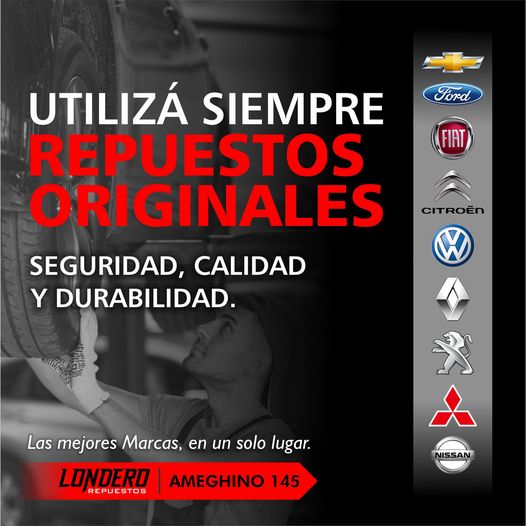 UTILIZÁ SIEMPRE
REPUESTOS
ORIGINALES
SEGURIDAD, CALIDAD
Y DURABILIDAD.
Ford
FIAT
CITROËN
NISSAN
Las mejores Marcas, en un solo lugar.
LONDERO
REPUESTOS
AMEGHINO 145